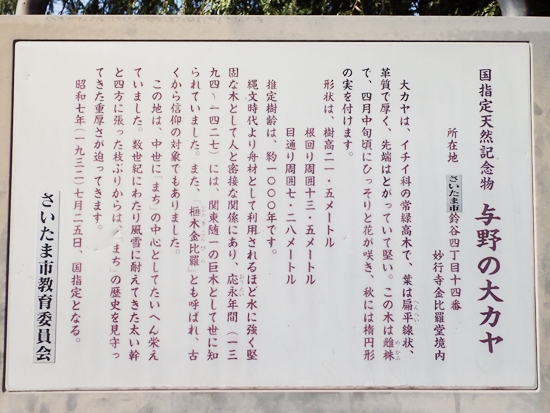 国指定天然記念物 与野の大カヤ
所在地 さいたま市鈴谷四丁目十四番
妙行寺金比羅堂境内
大カヤは、イチイ科の常緑高木で、葉は扁平線状、
革質で厚く、先端はとがっていて堅い。この木は雌株
で、四月中旬頃にひっそりと花が咲き、秋には楕円形
の実を付けます。
形状は、樹高二一・五メートル
根回り周囲十三・五メートル
目通り周囲七・二八メートル
推定樹齢は、約一〇〇〇年です。
縄文時代より舟材として利用されるほど水に強く堅
固な木として人と密接な関係にあり、応永年間(一三
九四~一四二七)には、関東随一の巨木として世に知
られていました。また、「榧木金比羅」とも呼ばれ、古
くから信仰の対象でもありました。
この地は、中世に「まち」の中心としてたいへん栄え
ていました。数世紀にわたり風雪に耐えてきた太い幹
と四方に張った枝ぶりからは、「まち」の歴史を見守っ
てきた重厚さが迫ってきます。
昭和七年(一九三二)七月二五日、国指定となる。
さいたま市教育委員会